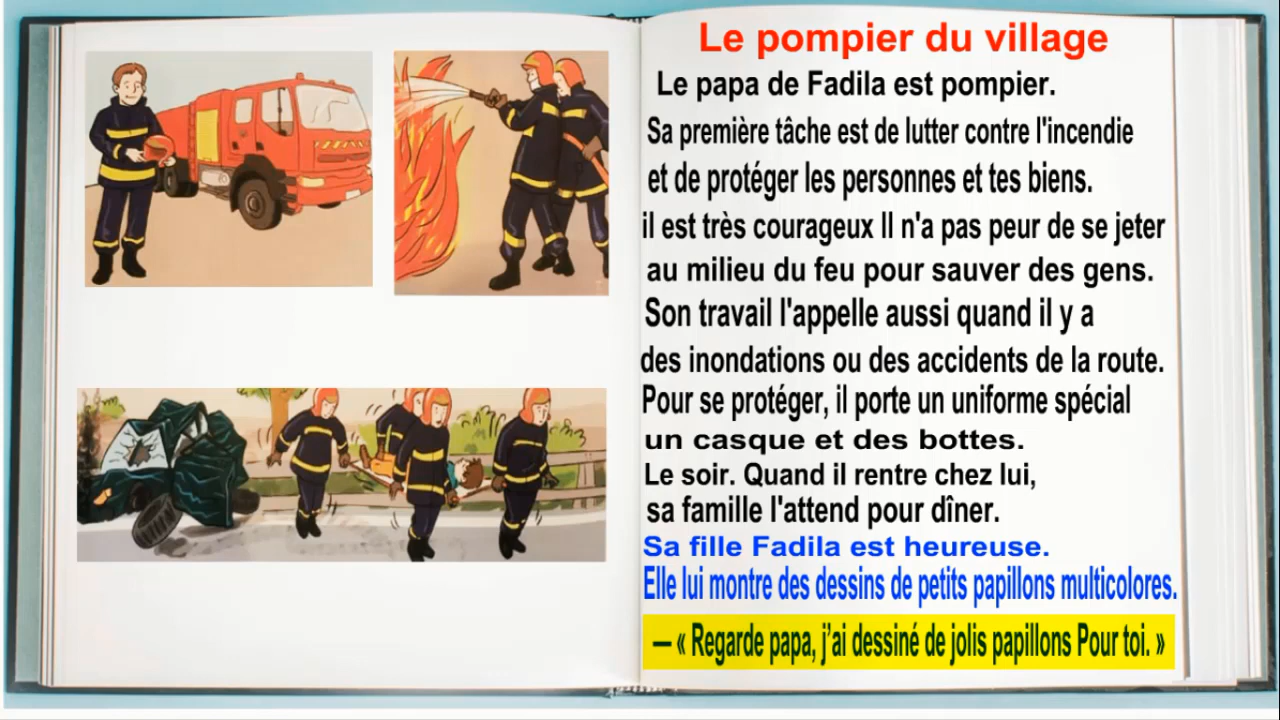 Le pompier du village
Le papa de Fadila est pompier.
Sa première tâche est de lutter contre l'incendie
et de protéger les personnes et tes biens.
il est très courageux Il n'a pas peur de se jeter
au milieu du feu pour sauver des gens.
Son travail l'appelle aussi quand il y a
des inondations ou des accidents de la route.
Pour se protéger, il porte un uniforme spécial
un casque et des bottes.
Le soir. Quand il rentre chez lui,
sa famille l'attend pour dîner.
Sa fille Fadila est heureuse.
Elle lui montre des dessins de petits papillons multicolores.
— « Regarde papa, j’ai dessiné de jolis papillons Pour toi. »